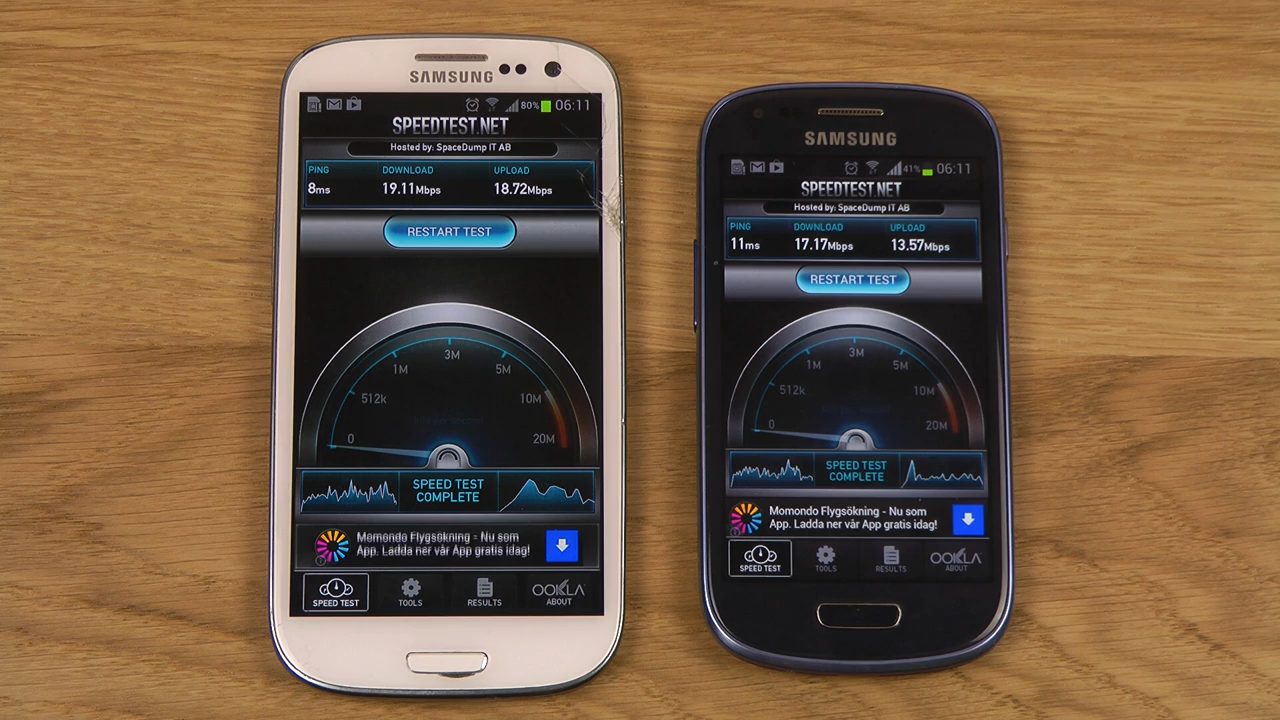 SAMSUNG
80% 06:11
SPEEDTEST.NET
Hosted by: SpaceDump IT AB
PING DOWNLOAD UPLOAD
8ms 19.11Mbps 18.72Mbps
RESTART TEST
3M
1M 5M
512k 10M
0 20M
SPEED TEST
COMPLETE
Momondo Flygsökning - Nu som
App. Ladda ner vår App gratis idag!
SPEED TEST TOOLS RESULTS OOKLA
ABOUT
SAMSUNG
41% 06:11
SPEEDTEST.NET
Hosted by: SpaceDump IT AB
PING DOWNLOAD UPLOAD
11ms 17.17Mbps 13.57Mbps
RESTART TEST
3M
1M 5M
512k 10M
0 20M
SPEED TEST
COMPLETE
Momondo Flygsökning - Nu som
App. Ladda ner vår App gratis idag!
SPEED TEST TOOLS RESULTS OOKLA
ABOUT